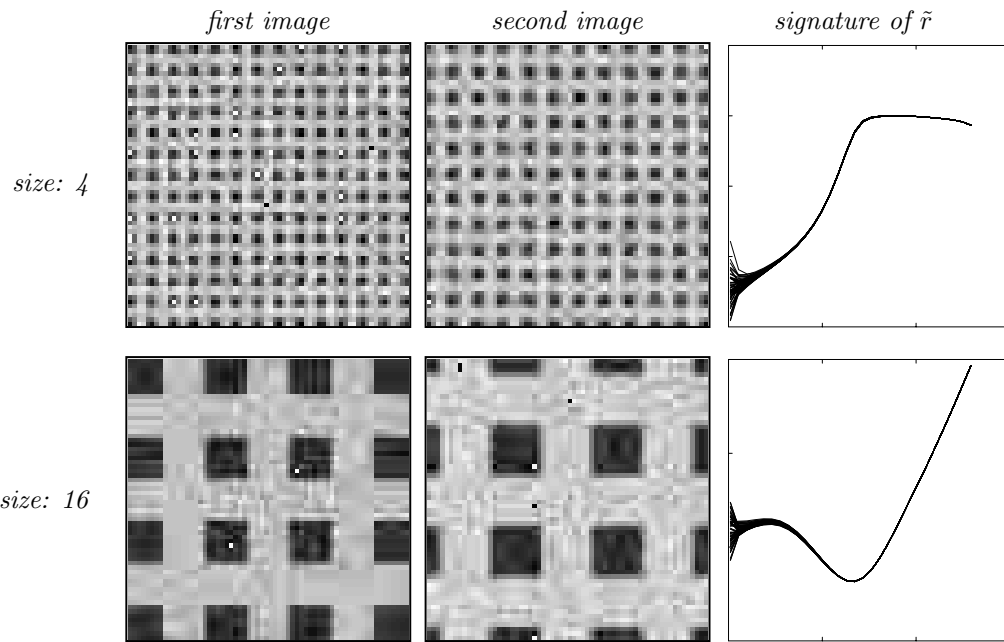 first image
second image
signature of r̃
size: 4
size: 16